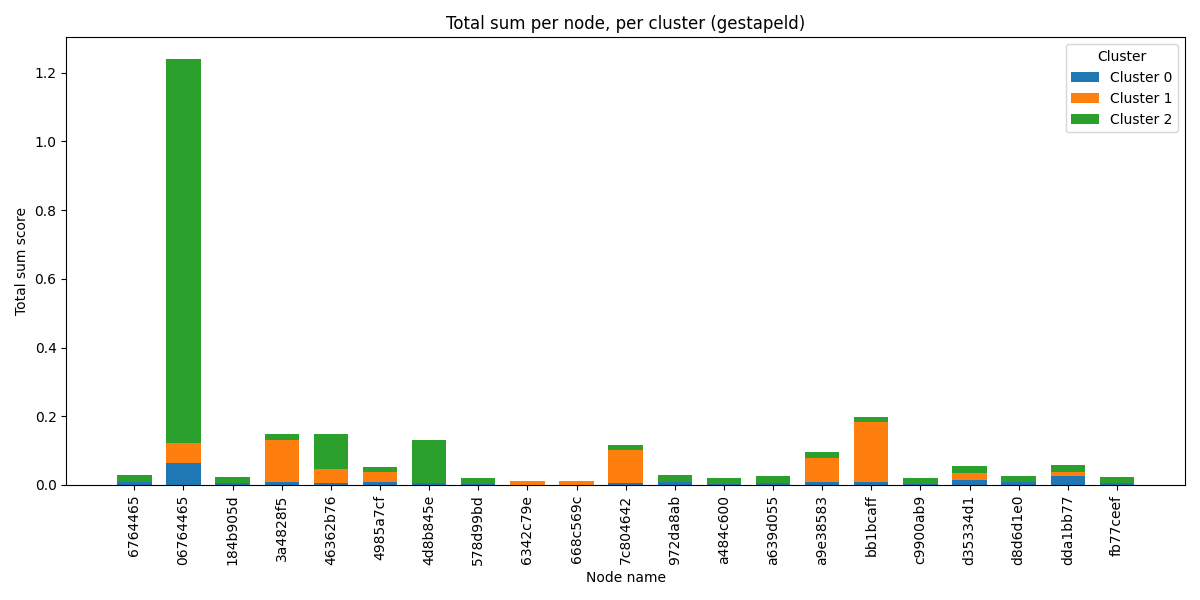 Total sum per node, per cluster (gestapeld)
Cluster
Cluster 0
Cluster 1
Cluster 2
Total sum score
1.2
1.0
0.8
0.6
0.4
0.2
0.0
6764465
06764465
184b905d
3a4828f5
46362b76
4985a7cf
4d8b845e
578d99bd
6342c79e
668c569c
7c804642
972da8ab
a484c600
a639d055
a9e38583
bb1bcaff
c9900ab9
d35334d1
d8d6d1e0
dda1bb77
fb77ceef
Node name